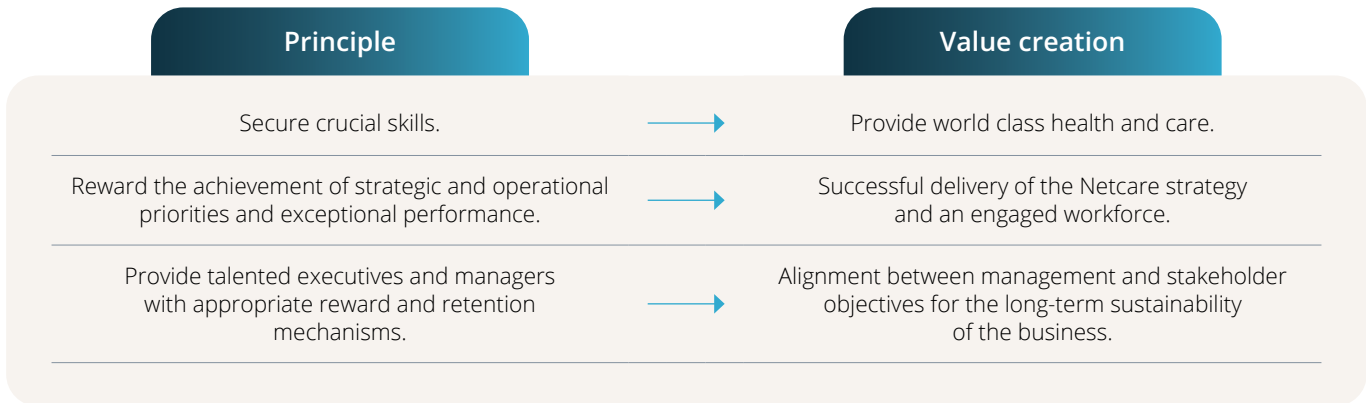 Principle
Value creation
Secure crucial skills.
Provide world class health and care.
Reward the achievement of strategic and operational
priorities and exceptional performance.
Successful delivery of the Netcare strategy
and an engaged workforce.
Provide talented executives and managers
with appropriate reward and retention
mechanisms.
Alignment between management and stakeholder
objectives for the long-term sustainability
of the business.